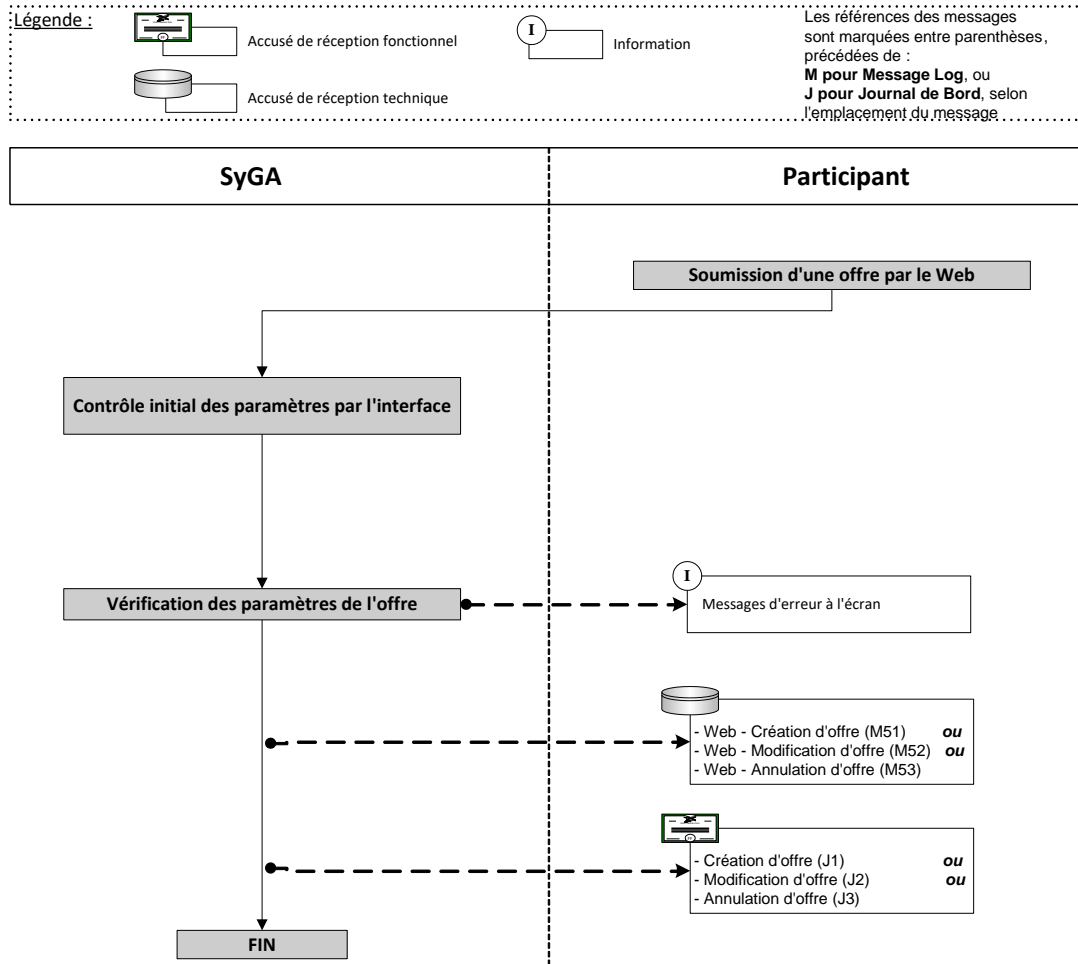 Légende :
Accusé de réception fonctionnel
Accusé de réception technique
I
Information
Les références des messages
sont marquées entre parenthèses,
précédées de :
M pour Message Log, ou
J pour Journal de Bord, selon
l'emplacement du message
SyGA
Participant
Soumission d'une offre par le Web
Contrôle initial des paramètres par l'interface
Vérification des paramètres de l'offre
I
Messages d'erreur à l'écran
- Web - Création d'offre (M51) ou
- Web - Modification d'offre (M52) ou
- Web - Annulation d'offre (M53)
- Création d'offre (J1) ou
- Modification d'offre (J2) ou
- Annulation d'offre (J3)
FIN